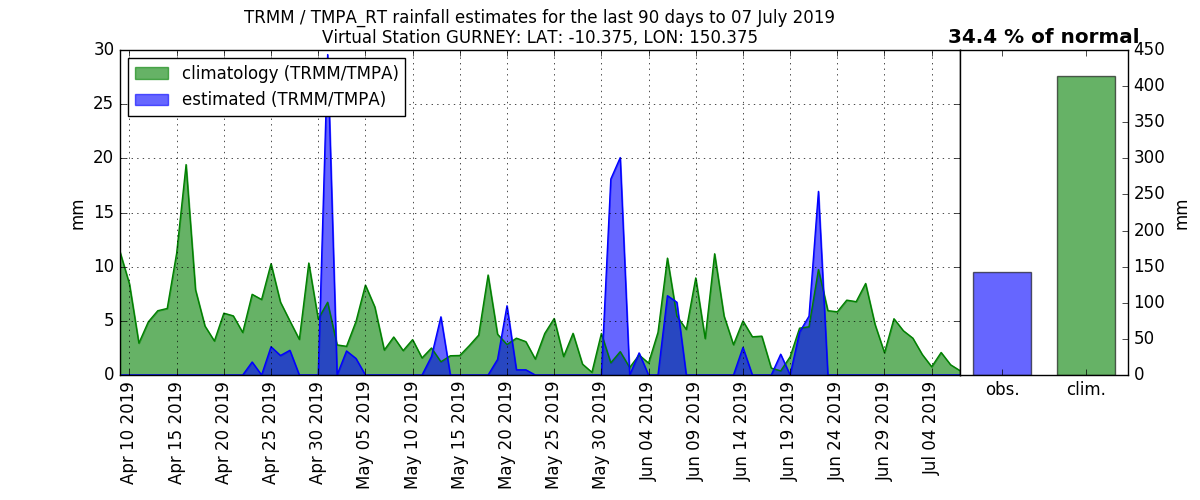 TRMM / TMPA_RT rainfall estimates for the last 90 days to 07 July 2019
Virtual Station GURNEY: LAT: -10.375, LON: 150.375
34.4 % of normal
climatology (TRMM/TMPA)
estimated (TRMM/TMPA)
30
25
20
15
10
5
0
mm
450
400
350
300
250
200
150
100
50
0
mm
Apr 10 2019
Apr 15 2019
Apr 20 2019
Apr 25 2019
Apr 30 2019
May 05 2019
May 10 2019
May 15 2019
May 20 2019
May 25 2019
May 30 2019
Jun 04 2019
Jun 09 2019
Jun 14 2019
Jun 19 2019
Jun 24 2019
Jun 29 2019
Jul 04 2019
obs.
clim.